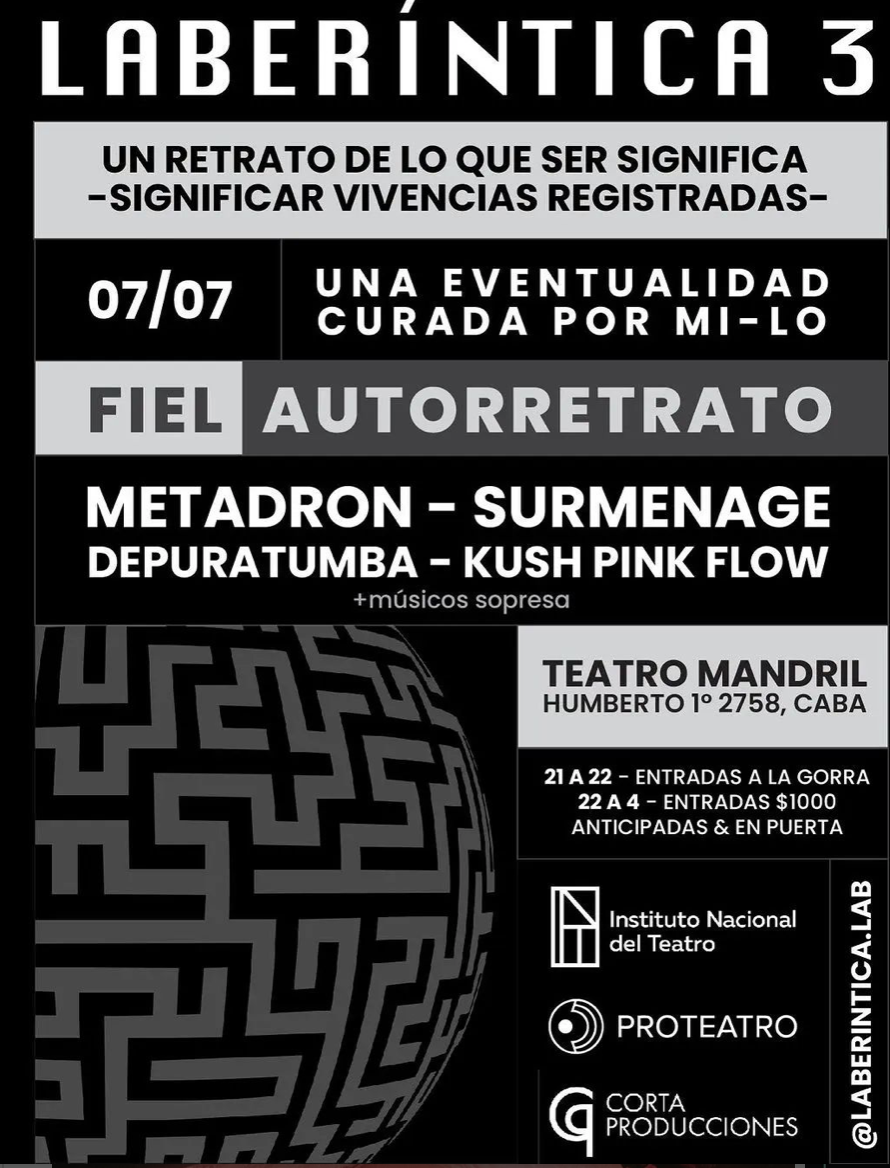 LABERÍNTICA 3
UN RETRATO DE LO QUE SER SIGNIFICA
-SIGNIFICAR VIVENCIAS REGISTRADAS-
07/07
UNA EVENTUALIDAD
CURADA POR MI-LO
FIEL AUTORRETRATO
METADRON - SURMENAGE
DEPURATUMBA - KUSH PINK FLOW
+músicos sopresa
TEATRO MANDRIL
HUMBERTO 1º 2758, CABA
21 A 22 - ENTRADAS A LA GORRA
22 A 4 - ENTRADAS $1000
ANTICIPADAS & EN PUERTA
Instituto Nacional
del Teatro
PROTEATRO
CORTA
PRODUCCIONES
@LABERINTICA.LAB